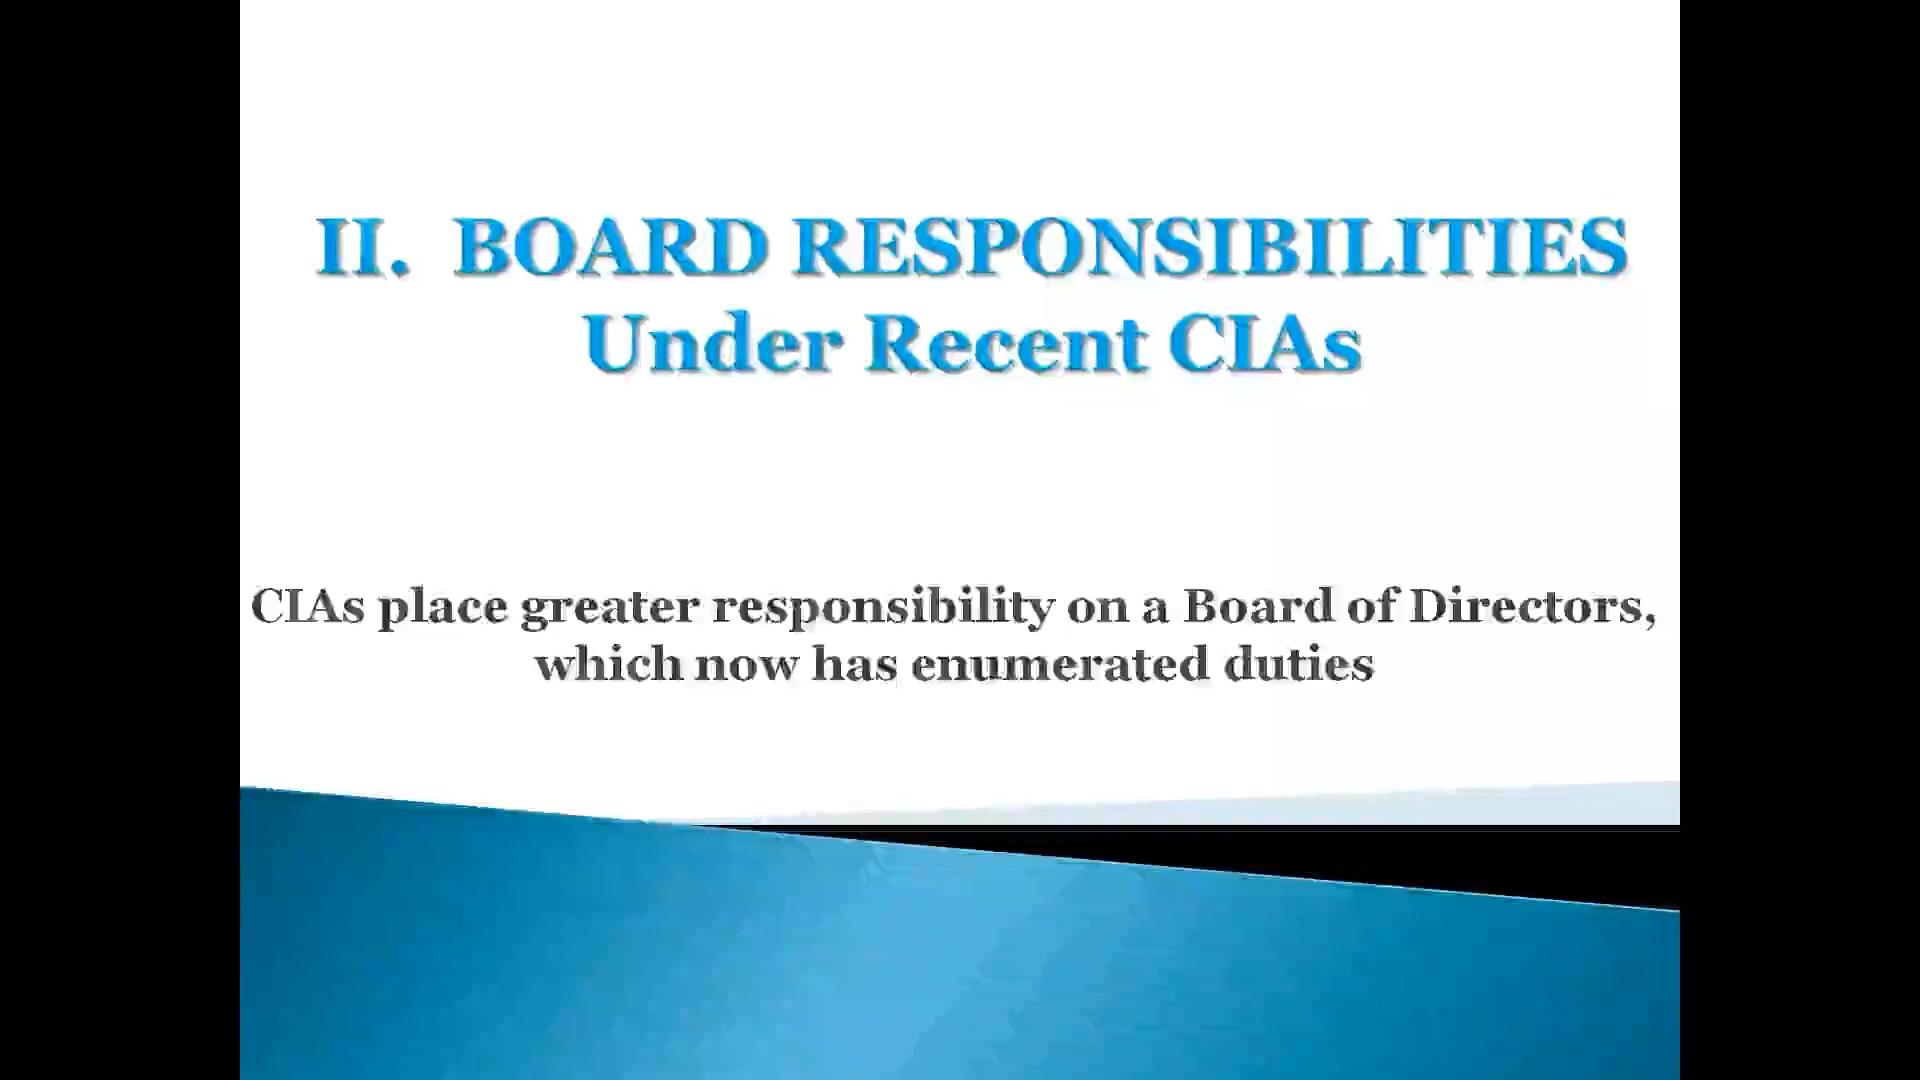 II. BOARD RESPONSIBILITIES
Under Recent CIAs
CIAs place greater responsibility on a Board of Directors,
which now has enumerated duties